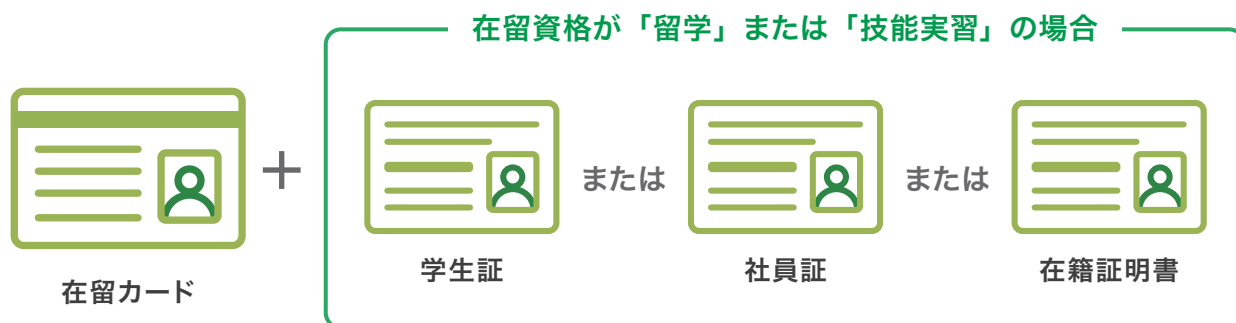 在留資格が「留学」または「技能実習」の場合
＋
または
または
在留カード
学生証
社員証
在籍証明書